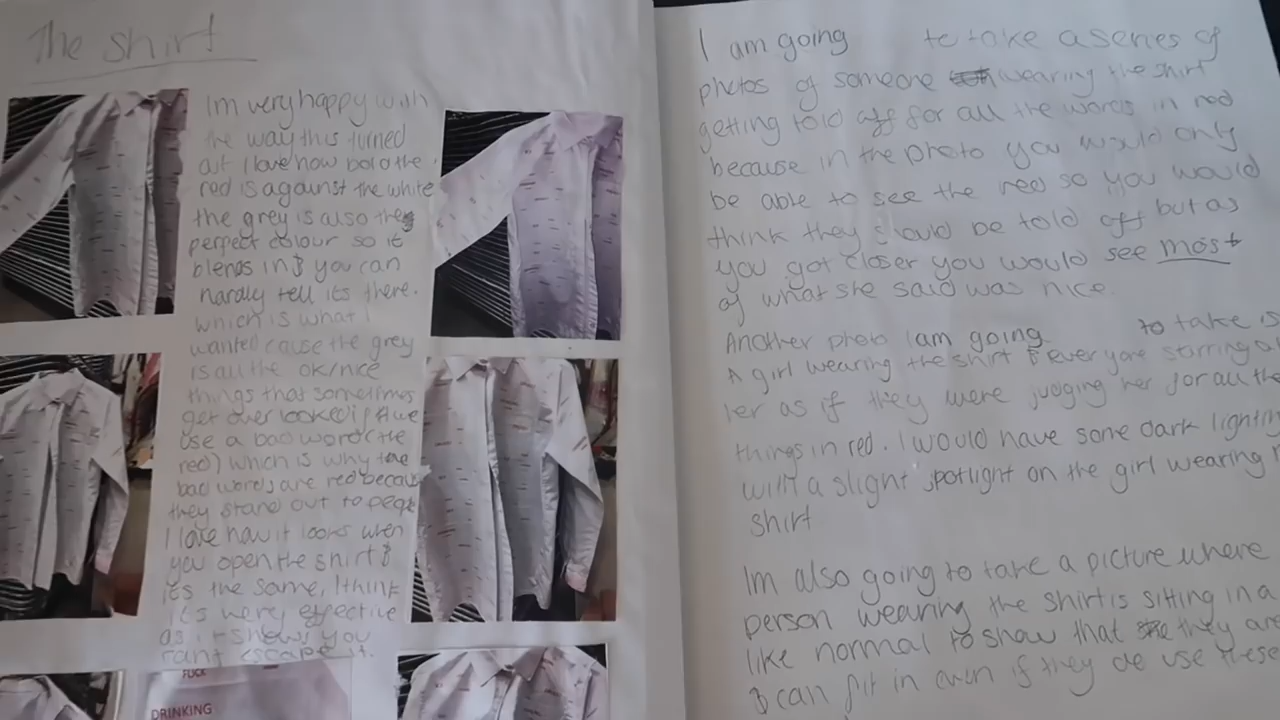 The shirt
Im very happy with
the way this turned
out I love how bold the
red is against the white
the grey is also the
perfect colour so it
blends in & you can
hardly tell its there.
which is what I
wanted cause the grey
is all the ok/nice
things that sometimes
get over looked if we
use a bad word (the
red) which is why the
bad words are red because
they stand out to people
I love how it looks when
you open the shirt &
its the same, I think
its very effective
as it shows you
cant escape it.
FUCK
DRINKING
I am going to take a series of
photos of someone wearing the shirt
getting told off for all the words in red
because in the photo you would only
be able to see the red so you would
think they should be told off but as
you got closer you would see most
of what she said was nice.
Another photo I am going to take is
A girl wearing the shirt & everyone starring at
her as if they were judging her for all the
things in red. I would have some dark lighting
with a slight spotlight on the girl wearing
shirt
Im also going to take a picture where
person wearing the shirt is sitting in a
like normal to show that they are
& can fit in even if they do use these